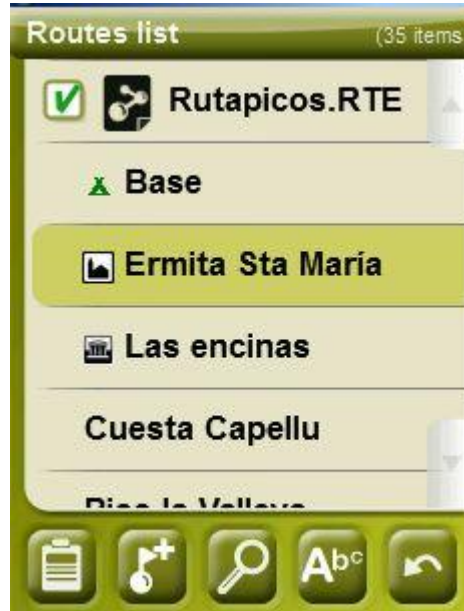 Routes list (35 items
Rutapicos.RTE
Base
Ermita Sta María
Las encinas
Cuesta Capellu
Abc